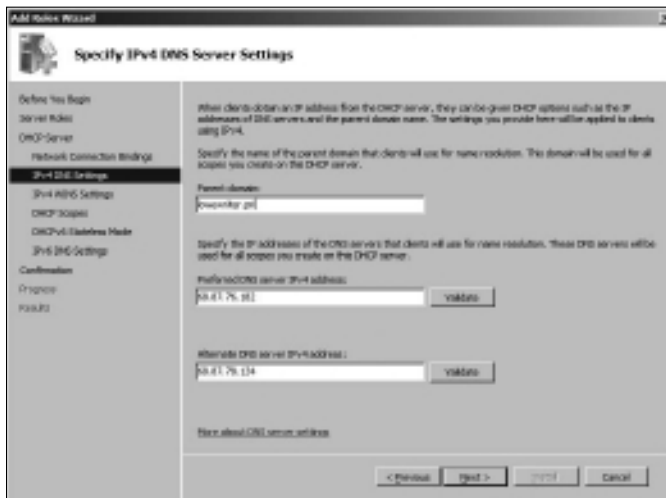 Add Roles Wizard
Specify IPv4 DNS Server Settings
Before You Begin
Server Roles
DHCP Server
Network Connection Bindings
IPv4 DNS Settings
IPv4 WINS Settings
DHCP Scopes
DHCPv6 Stateless Mode
IPv6 DNS Settings
Confirmation
Progress
Results
When clients obtain an IP address from the DHCP server, they can be given DHCP options such as the IP
addresses of DNS servers and the parent domain name. The settings you provide here will be applied to clients
using IPv4.
Specify the name of the parent domain that clients will use for name resolution. This domain will be used for all
scopes you create on this DHCP server.
Parent domain:
Specify the IP addresses of the DNS servers that clients will use for name resolution. These DNS servers will be
used for all scopes you create on this DHCP server.
Preferred DNS server IPv4 address:
Validate
Alternate DNS server IPv4 address:
Validate
More about DNS server settings
< Previous
Next >
Install
Cancel